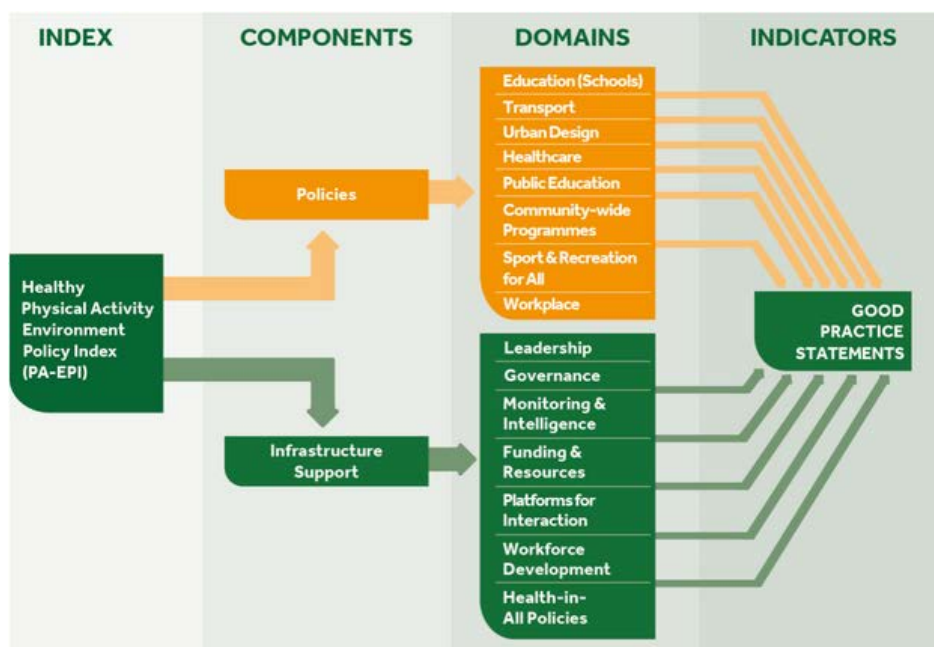 INDEX
COMPONENTS
DOMAINS
INDICATORS
Healthy
Physical Activity
Environment
Policy Index
(PA-EPI)
Policies
Infrastructure
Support
Education (Schools)
Transport
Urban Design
Healthcare
Public Education
Community-wide
Programmes
Sport & Recreation
for All
Workplace
Leadership
Governance
Monitoring &
Intelligence
Funding &
Resources
Platforms for
Interaction
Workforce
Development
Health-in-
All Policies
GOOD
PRACTICE
STATEMENTS